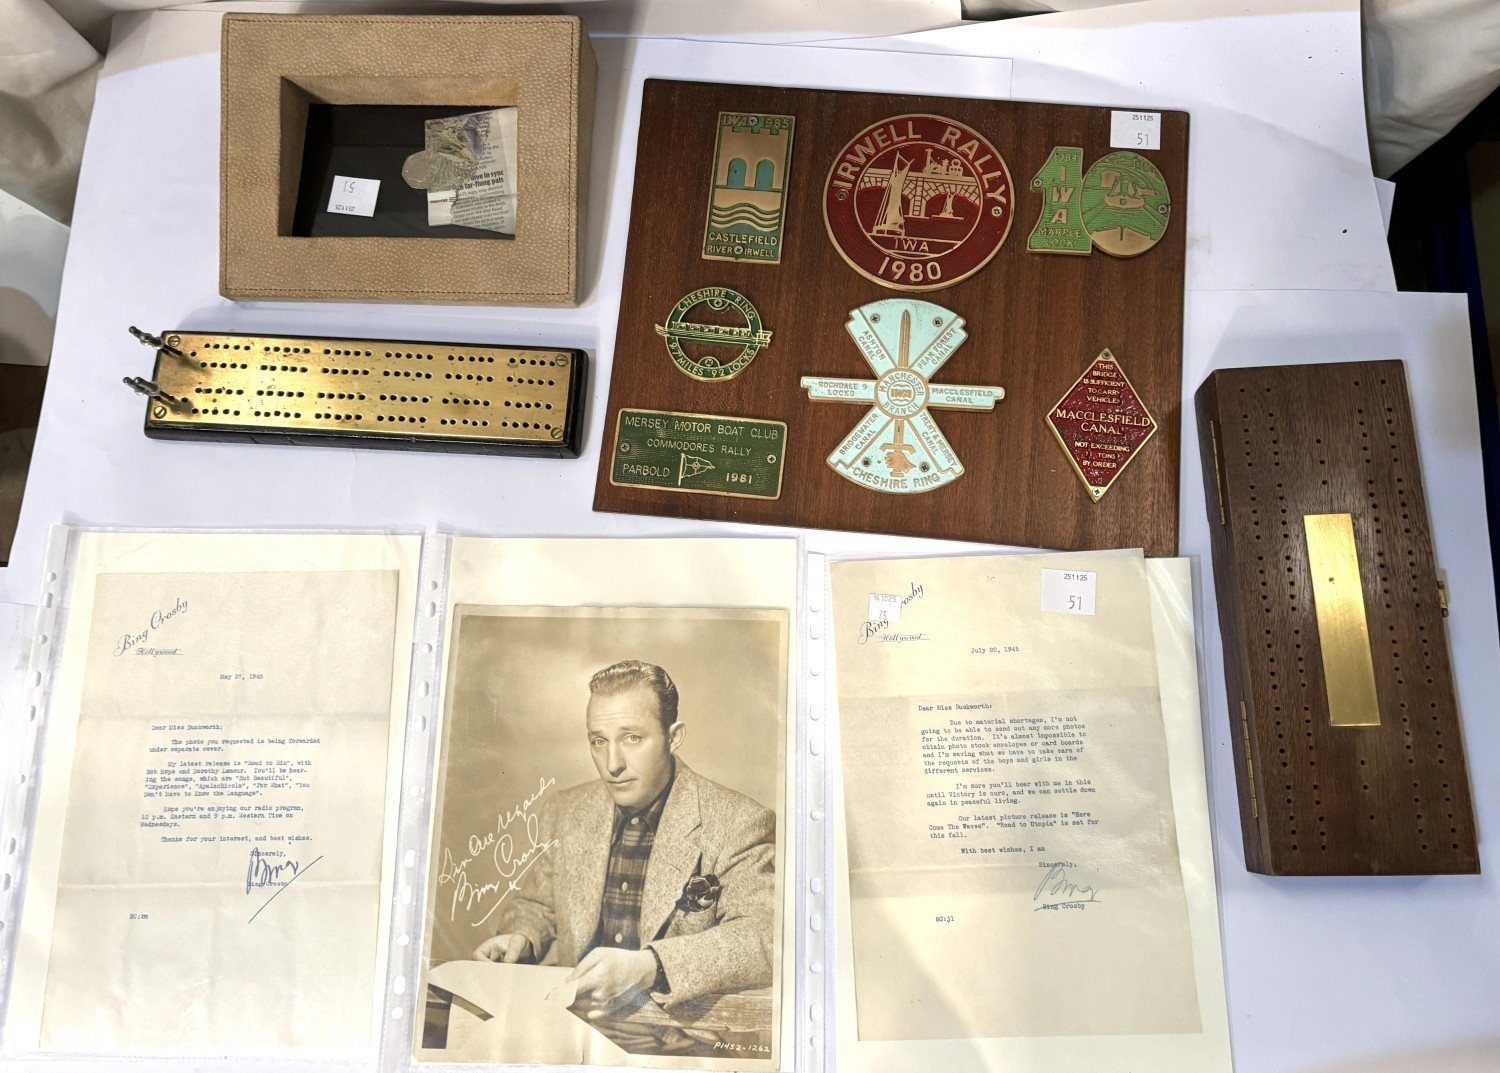 ve in sync
far-flung pals
51
251125
251125
51
IWA 1985
CASTLEFIELD
RIVER IRWELL
IRWELL RALLY
IWA
1980
1984
IWA
MARPLE
LOCK
CHESHIRE RING
97 MILES 92 LOCKS
ASHTON
CANAL
PEAK FOREST
CANAL
ROCHDALE 9
LOCKS
MANCHESTER
IWA
BRANCH
MACCLESFIELD
CANAL
BRIDGEWATER
CANAL
TRENT & MERSEY
CANAL
CHESHIRE RING
THIS
BRIDGE
IS SUFFICIENT
TO CARRY
VEHICLES
MACCLESFIELD
CANAL
NOT EXCEEDING
TONS
BY ORDER
MERSEY MOTOR BOAT CLUB
COMMODORES RALLY
PARBOLD 1981
Bing Crosby
Hollywood
May 27, 1948
Dear Miss Duckworth:
The photo you requested is being forwarded
under separate cover.
My latest release is "Road to Rio", with
Bob Hope and Dorothy Lamour. You'll be hear-
ing the songs, which are "But Beautiful",
"Experience", "Apalachicola", "For What", "You
Don't Have to Know the Language".
Hope you're enjoying our radio program,
10 p.m. Eastern and 9 p.m. Western Time on
Wednesdays.
Thanks for your interest, and best wishes.
Sincerely,
Bing
Bing Crosby
BC:rm
Sincere regards
Bing Crosby
P1452-1262
251125
51
141025
Bing Crosby
Hollywood
July 20, 1945
Dear Miss Duckworth:
Due to material shortages, I'm not
going to be able to send out any more photos
for the duration. It's almost impossible to
obtain photo stock envelopes or card boards
and I'm saving what we have to take care of
the requests of the boys and girls in the
different services.
I'm sure you'll bear with me in this
until Victory is ours, and we can settle down
again in peaceful living.
Our latest picture release is "Here
Come The Waves". "Road to Utopia" is set for
this fall.
With best wishes, I am
Sincerely,
Bing
Bing Crosby
BC:jl